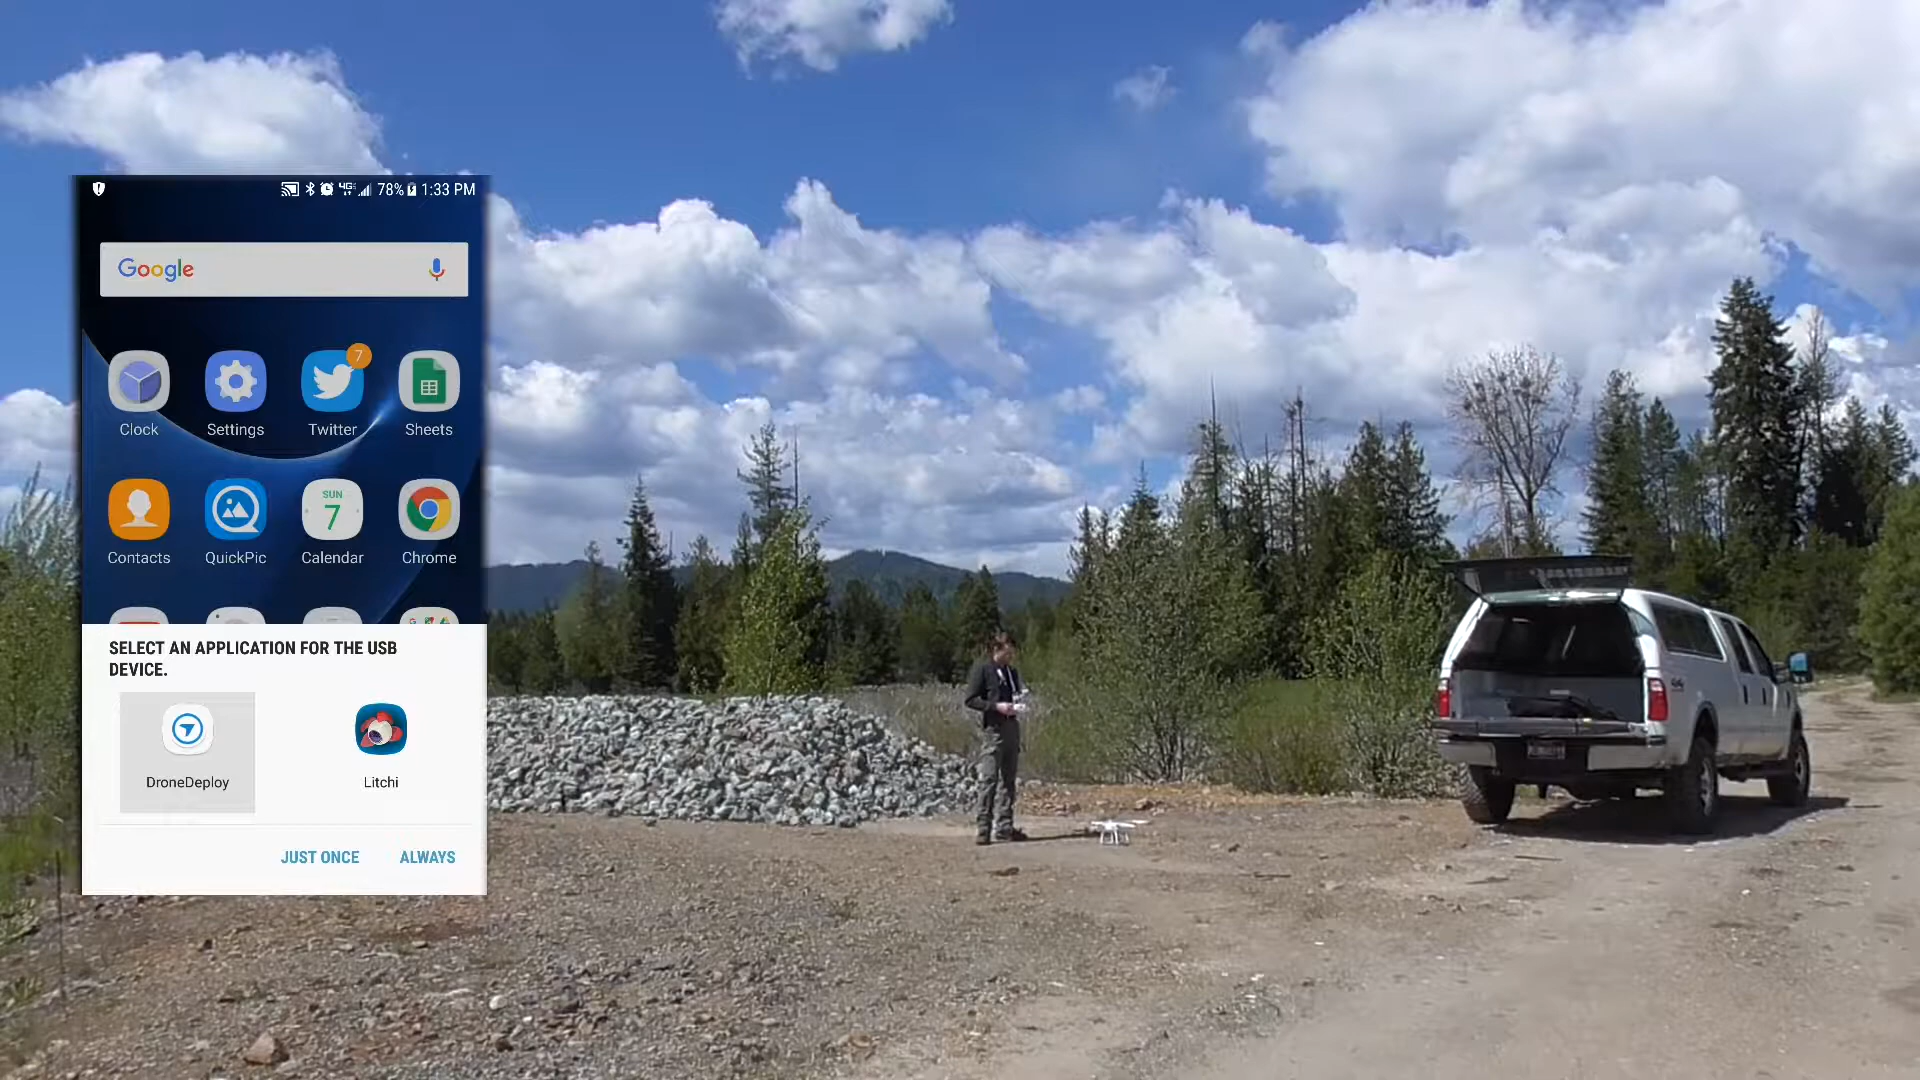 4G 78% 1:33 PM
Google
7
Clock Settings Twitter Sheets
SUN
7
Contacts QuickPic Calendar Chrome
SELECT AN APPLICATION FOR THE USB
DEVICE.
DroneDeploy Litchi
JUST ONCE ALWAYS